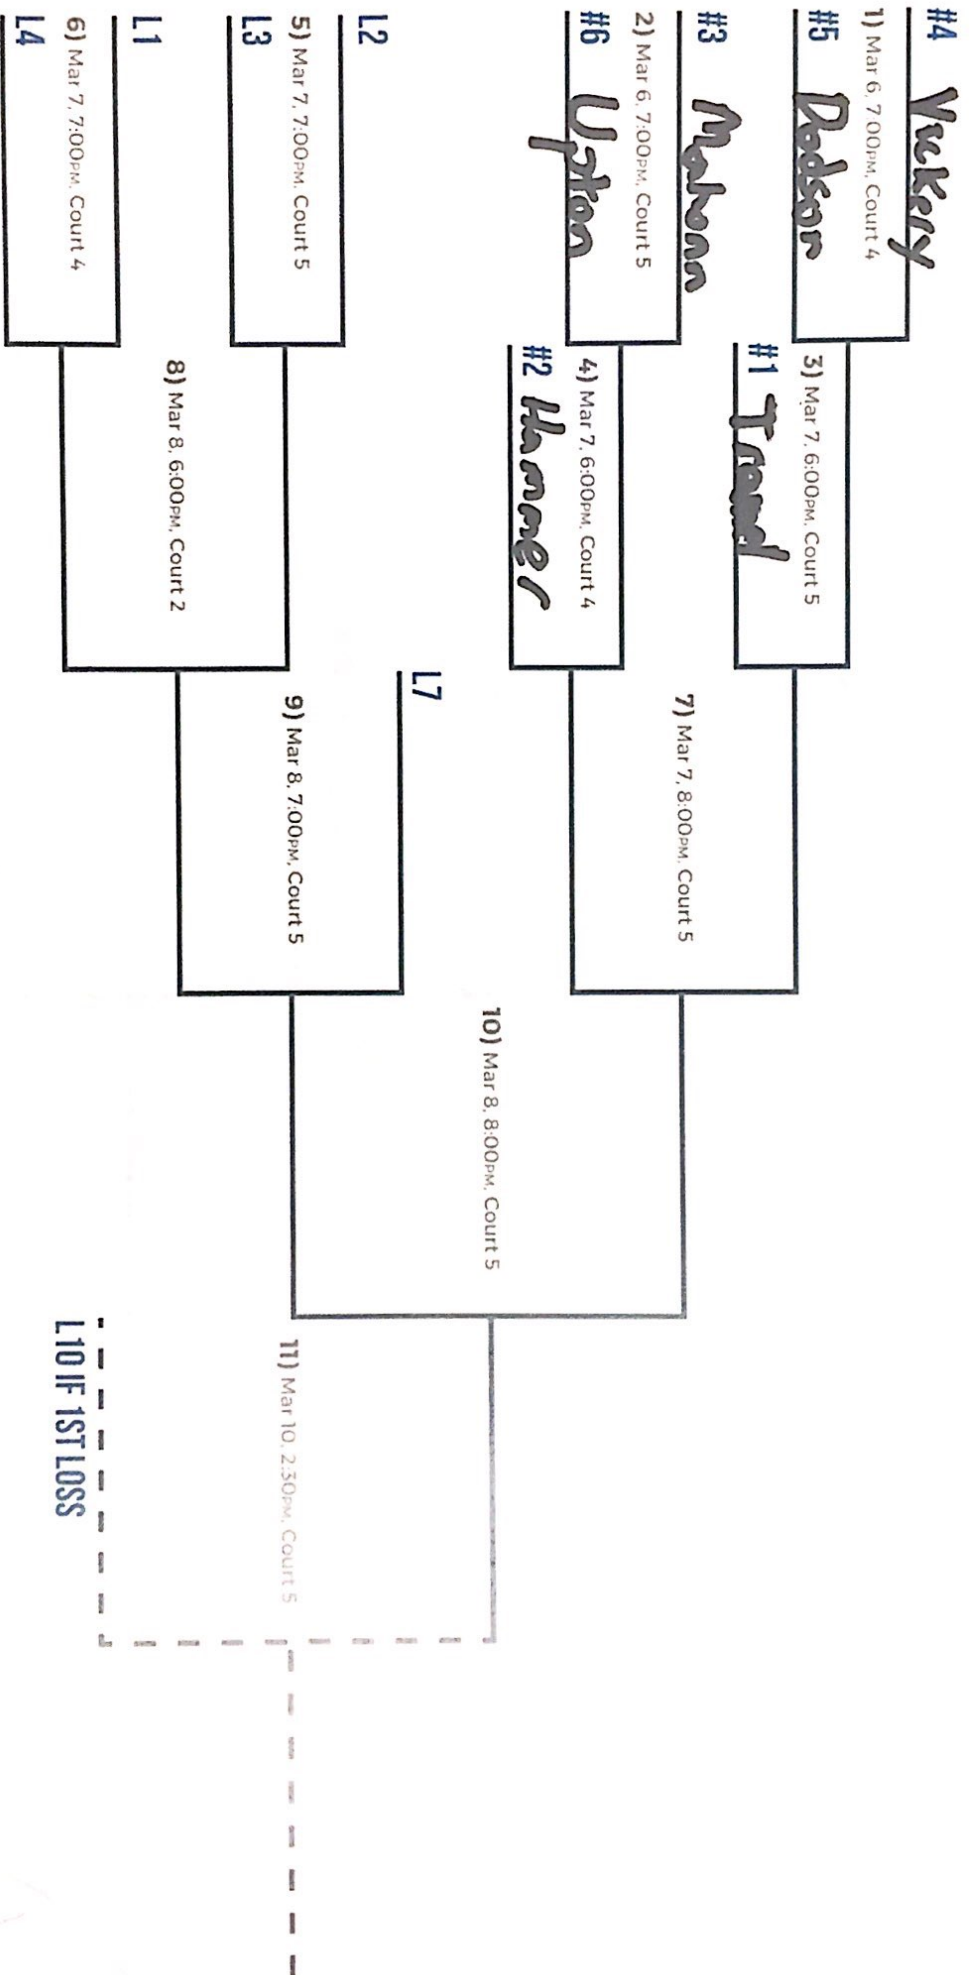 #4 Vickery
1) Mar 6, 7:00PM, Court 4
#5 Dodson
3) Mar 7, 6:00PM, Court 5
#1
7) Mar 7, 8:00PM, Court 5
#3 Mahonn
2) Mar 6, 7:00PM, Court 5
#6 Upton
4) Mar 7, 6:00PM, Court 4
#2 Hammer
10) Mar 8, 8:00PM, Court 5
L7
L2
5) Mar 7, 7:00PM, Court 5
L3
9) Mar 8, 7:00PM, Court 5
11) Mar 10, 2:30PM, Court 5
8) Mar 8, 6:00PM, Court 2
L1
6) Mar 7, 7:00PM, Court 4
L4
L10 IF 1ST LOSS